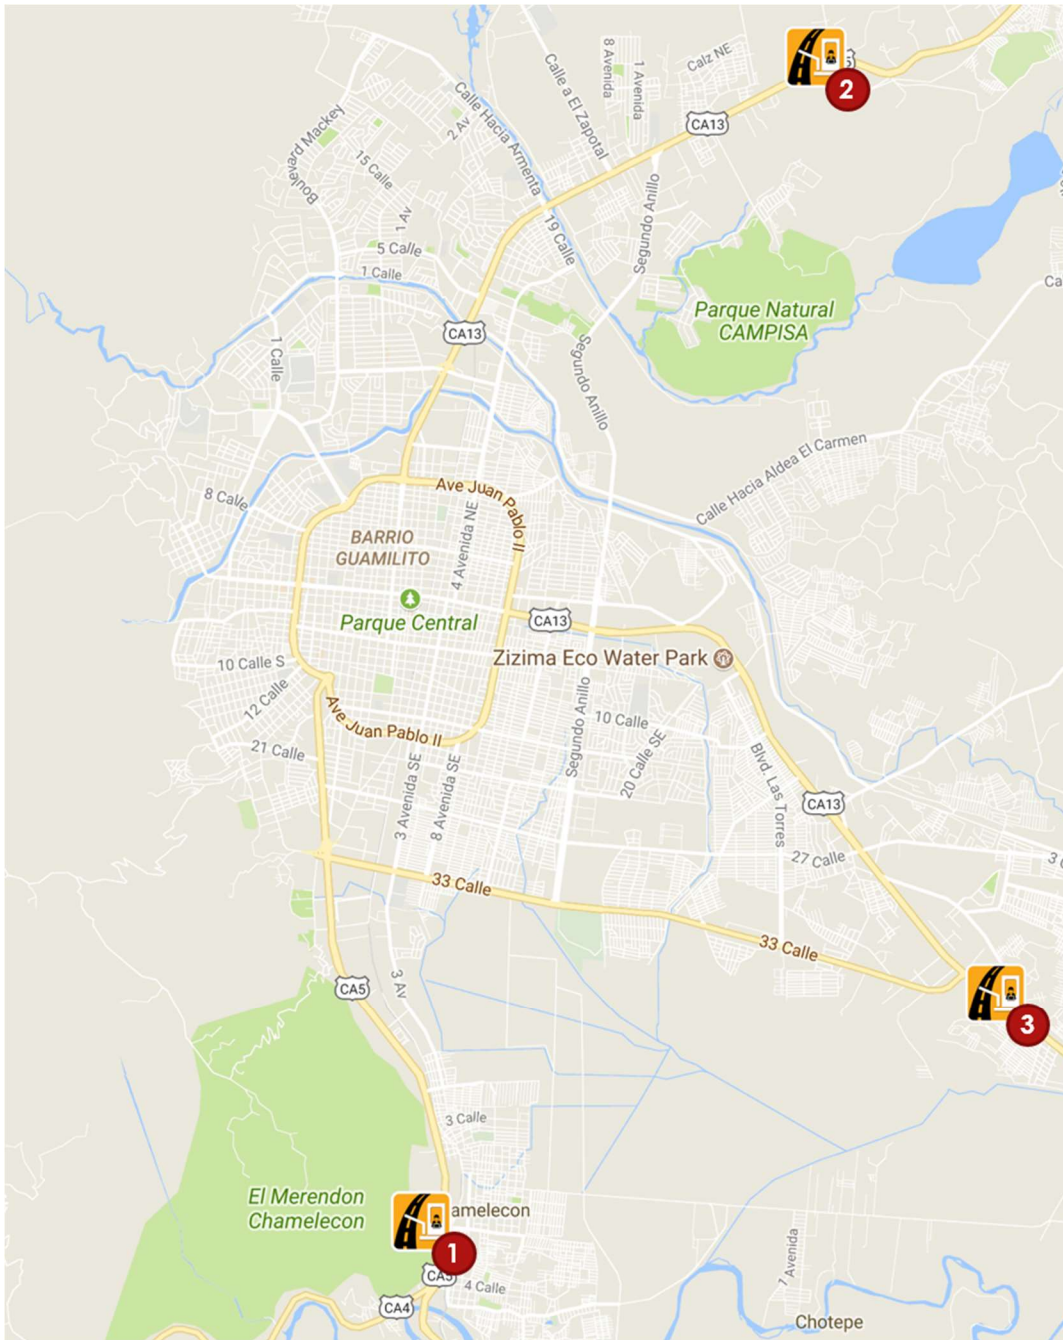 8 Avenida
1 Avenida
Calz NE
5
2
Calle a El Zapotal
Calle Hacia Armenta
2 Av
CA13
Boulevard Mackey
15 Calle
1 Av
19 Calle
Segundo Anillo
5 Calle
1 Calle
Ca
Parque Natural
CAMPISA
CA13
1 Calle
Segundo Anillo
Calle Hacia Aldea El Carmen
8 Calle
Ave Juan Pablo II
4 Avenida NE
BARRIO
GUAMILITO
Parque Central
CA13
Zizima Eco Water Park
10 Calle S
12 Calle
Segundo Anillo
10 Calle
20 Calle SE
Ave Juan Pablo II
21 Calle
3 Avenida SE
8 Avenida SE
Blvd. Las Torres
CA13
27 Calle
3
33 Calle
33 Calle
3 Av
CA5
3
3 Calle
El Merendon
Chamelecon
amelecon
1
CA5
4 Calle
CA4
7 Avenida
Chotepe